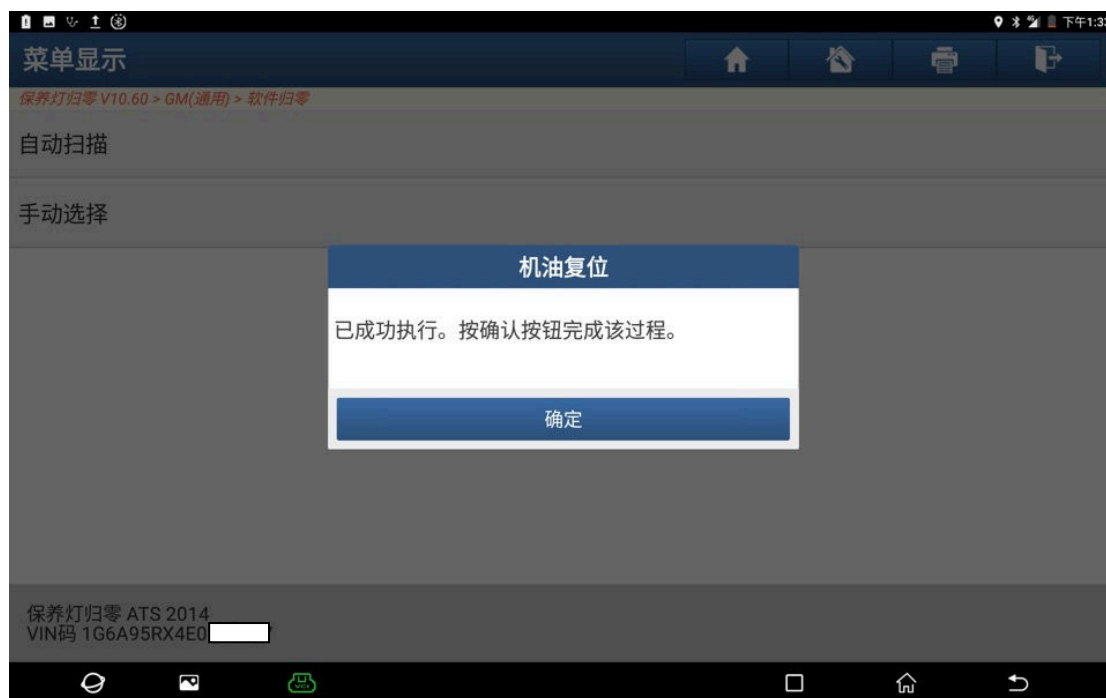 下午1:33
菜单显示
保养灯归零 V10.60 > GM(通用) > 软件归零
自动扫描
手动选择
机油复位
已成功执行。按确认按钮完成该过程。
确定
保养灯归零 ATS 2014
VIN码 1G6A95RX4E0